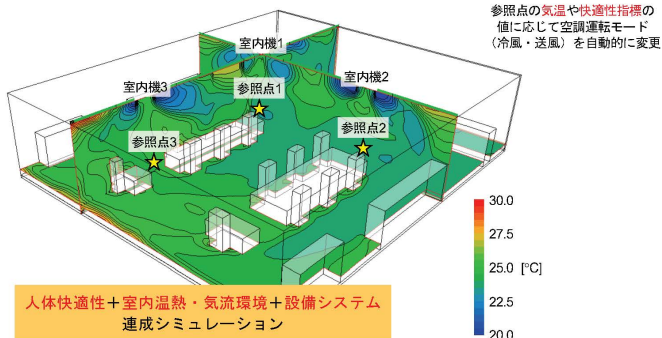 参照点の気温や快適性指標の
値に応じて空調運転モード
（冷風・送風）を自動的に変更
室内機1
室内機2
室内機3
参照点1
参照点2
参照点3
30.0
27.5
25.0 [°C]
22.5
20.0
人体快適性＋室内温熱・気流環境＋設備システム
連成シミュレーション